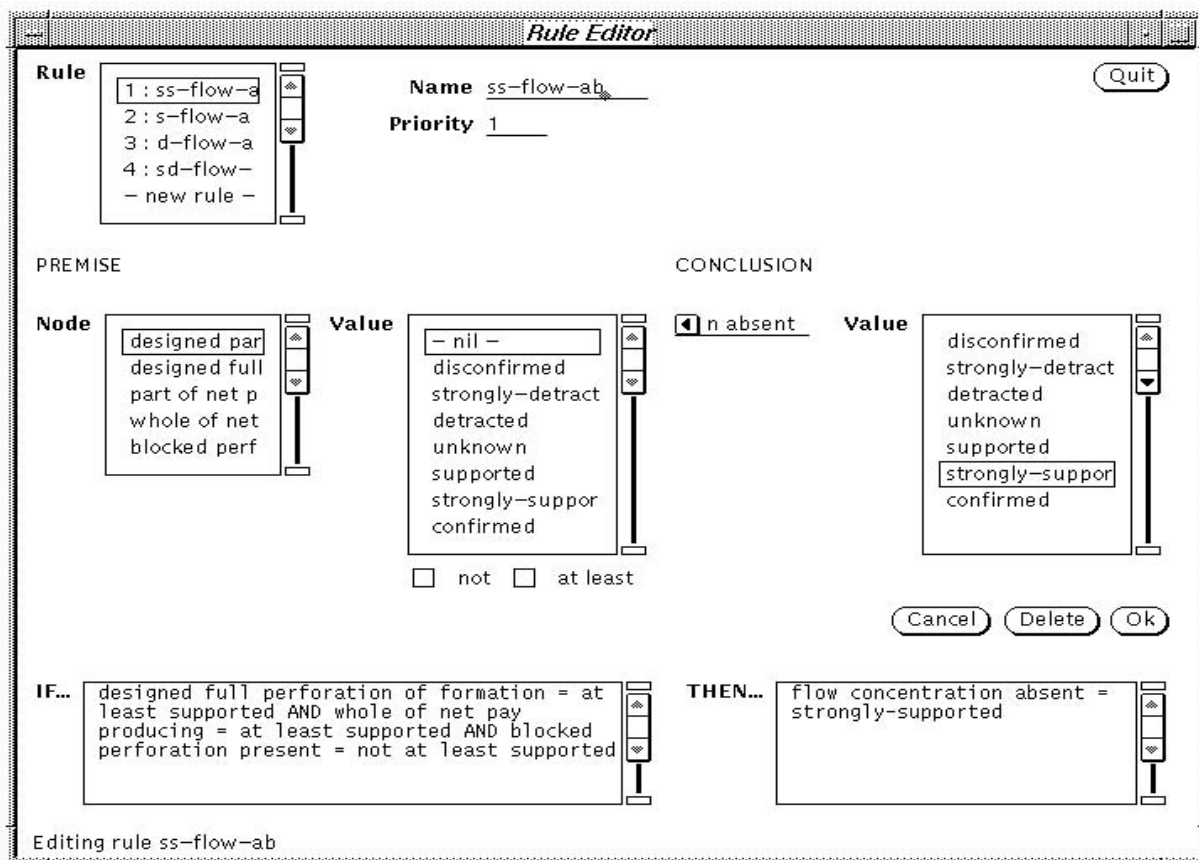 Rule Editor
Rule
1 : ss-flow-a
2 : s-flow-a
3 : d-flow-a
4 : sd-flow-
- new rule -
Name ss-flow-ab
Priority 1
Quit
PREMISE
CONCLUSION
Node
designed par
designed full
part of net p
whole of net
blocked perf
Value
- nil -
disconfirmed
strongly-detract
detracted
unknown
supported
strongly-suppor
confirmed
not at least
n absent
Value
disconfirmed
strongly-detract
detracted
unknown
supported
strongly-suppor
confirmed
Cancel Delete Ok
IF...
designed full perforation of formation = at
least supported AND whole of net pay
producing = at least supported AND blocked
perforation present = not at least supported
THEN...
flow concentration absent =
strongly-supported
Editing rule ss-flow-ab